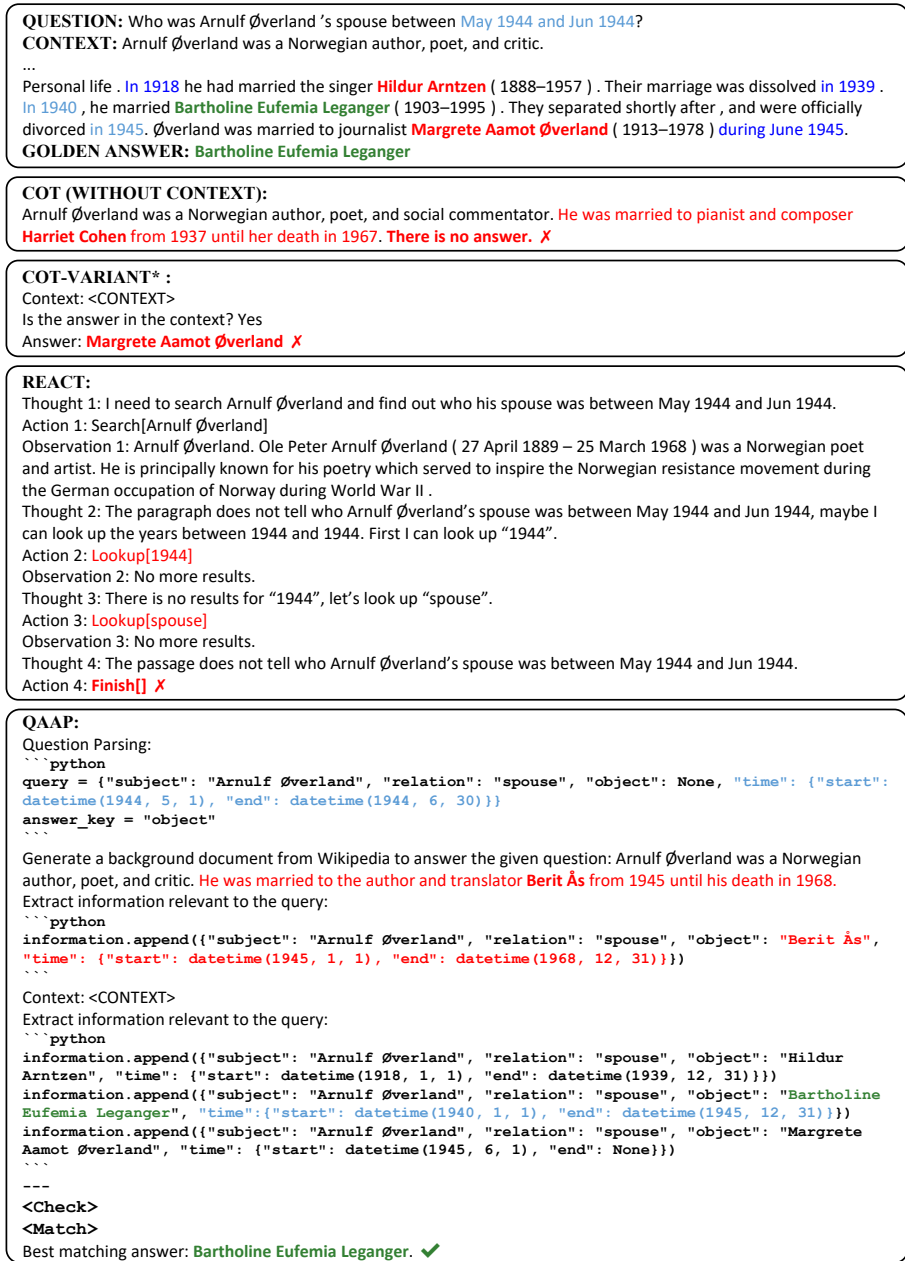 QUESTION: Who was Arnulf Øverland 's spouse between May 1944 and Jun 1944?
CONTEXT: Arnulf Øverland was a Norwegian author, poet, and critic.
...
Personal life . In 1918 he had married the singer Hildur Arntzen ( 1888–1957 ) . Their marriage was dissolved in 1939 .
In 1940 , he married Bartholine Eufemia Leganger ( 1903–1995 ) . They separated shortly after , and were officially
divorced in 1945. Øverland was married to journalist Margrete Aamot Øverland ( 1913–1978 ) during June 1945.
GOLDEN ANSWER: Bartholine Eufemia Leganger
COT (WITHOUT CONTEXT):
Arnulf Øverland was a Norwegian author, poet, and social commentator. He was married to pianist and composer
Harriet Cohen from 1937 until her death in 1967. There is no answer. ✗
COT-VARIANT* :
Context: <CONTEXT>
Is the answer in the context? Yes
Answer: Margrete Aamot Øverland ✗
REACT:
Thought 1: I need to search Arnulf Øverland and find out who his spouse was between May 1944 and Jun 1944.
Action 1: Search[Arnulf Øverland]
Observation 1: Arnulf Øverland. Ole Peter Arnulf Øverland ( 27 April 1889 – 25 March 1968 ) was a Norwegian poet
and artist. He is principally known for his poetry which served to inspire the Norwegian resistance movement during
the German occupation of Norway during World War II .
Thought 2: The paragraph does not tell who Arnulf Øverland's spouse was between May 1944 and Jun 1944, maybe I
can look up the years between 1944 and 1944. First I can look up “1944”.
Action 2: Lookup[1944]
Observation 2: No more results.
Thought 3: There is no results for “1944”, let's look up “spouse”.
Action 3: Lookup[spouse]
Observation 3: No more results.
Thought 4: The passage does not tell who Arnulf Øverland's spouse was between May 1944 and Jun 1944.
Action 4: Finish[] ✗
QAAP:
Question Parsing:
```python
query = {"subject": "Arnulf Øverland", "relation": "spouse", "object": None, "time": {"start":
datetime(1944, 5, 1), "end": datetime(1944, 6, 30)}}
answer_key = "object"
```
Generate a background document from Wikipedia to answer the given question: Arnulf Øverland was a Norwegian
author, poet, and critic. He was married to the author and translator Berit Ås from 1945 until his death in 1968.
Extract information relevant to the query:
```python
information.append({"subject": "Arnulf Øverland", "relation": "spouse", "object": "Berit Ås",
"time": {"start": datetime(1945, 1, 1), "end": datetime(1968, 12, 31)}})
```
Context: <CONTEXT>
Extract information relevant to the query:
```python
information.append({"subject": "Arnulf Øverland", "relation": "spouse", "object": "Hildur
Arntzen", "time": {"start": datetime(1918, 1, 1), "end": datetime(1939, 12, 31)}})
information.append({"subject": "Arnulf Øverland", "relation": "spouse", "object": "Bartholine
Eufemia Leganger", "time":{"start": datetime(1940, 1, 1), "end": datetime(1945, 12, 31)}})
information.append({"subject": "Arnulf Øverland", "relation": "spouse", "object": "Margrete
Aamot Øverland", "time": {"start": datetime(1945, 6, 1), "end": None}})
```
---
<Check>
<Match>
Best matching answer: Bartholine Eufemia Leganger. ✔